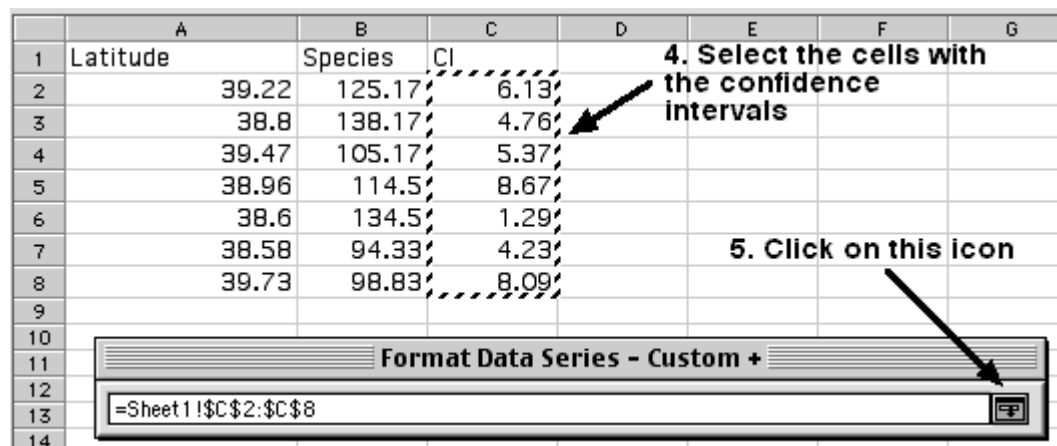 A B C D E F G
1 Latitude Species CI 4. Select the cells with
2 39.22 125.17 6.13 the confidence
3 38.8 138.17 4.76 intervals
4 39.47 105.17 5.37
5 38.96 114.5 8.67
6 38.6 134.5 1.29
7 38.58 94.33 4.23 5. Click on this icon
8 39.73 98.83 8.09
9
10
11 Format Data Series - Custom +
12
13 =Sheet1!$C$2:$C$8
14